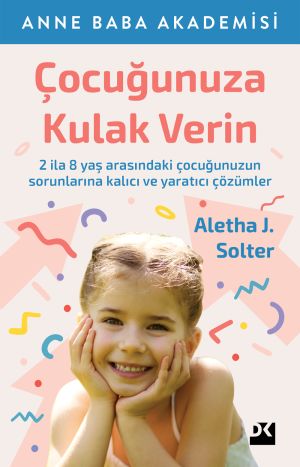 ANNE BABA AKADEMİSİ
Çocuğunuza
Kulak Verin
2 ila 8 yaş arasındaki çocuğunuzun
sorunlarına kalıcı ve yaratıcı çözümler
Aletha J.
Solter
DK